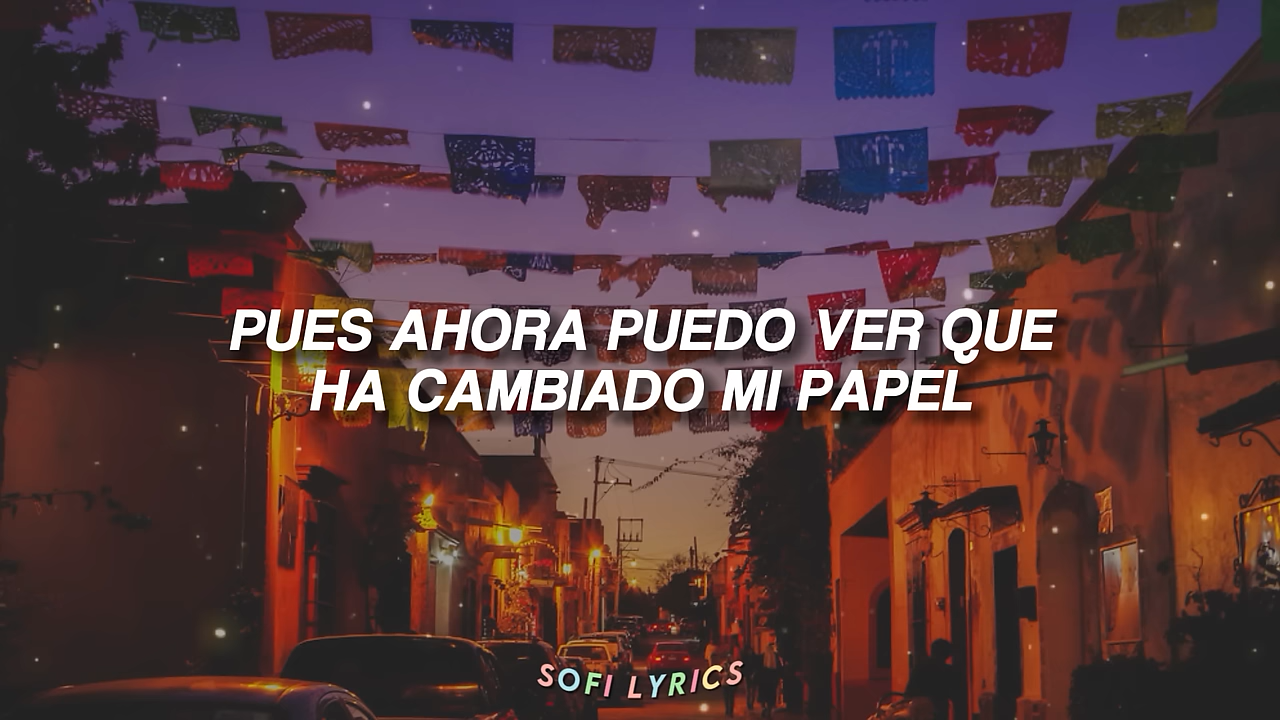 PUES AHORA PUEDO VER QUE
HA CAMBIADO MI PAPEL
SOFI LYRICS